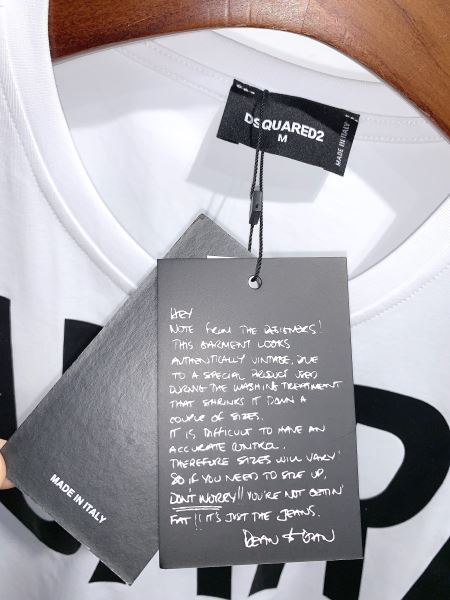 DSQUARED2
M
MADE IN ITALY
HEY
NOTE FROM THE DESIGNERS!
THIS GARMENT LOOKS
AUTHENTICALLY VINTAGE, DUE
TO A SPECIAL PRODUCT USED
DURING THE WASHING TREATMENT
THAT SHRINKS IT DOWN A
COUPLE OF SIZES.
IT IS DIFFICULT TO HAVE AN
ACCURATE CONTROL.
THEREFORE SIZES WILL VARY
SO IF YOU NEED TO SIZE UP,
DON'T WORRY!! YOU'RE NOT GETTIN'
FAT!! IT'S JUST THE JEANS.
DEAN & DAN
MADE IN ITALY